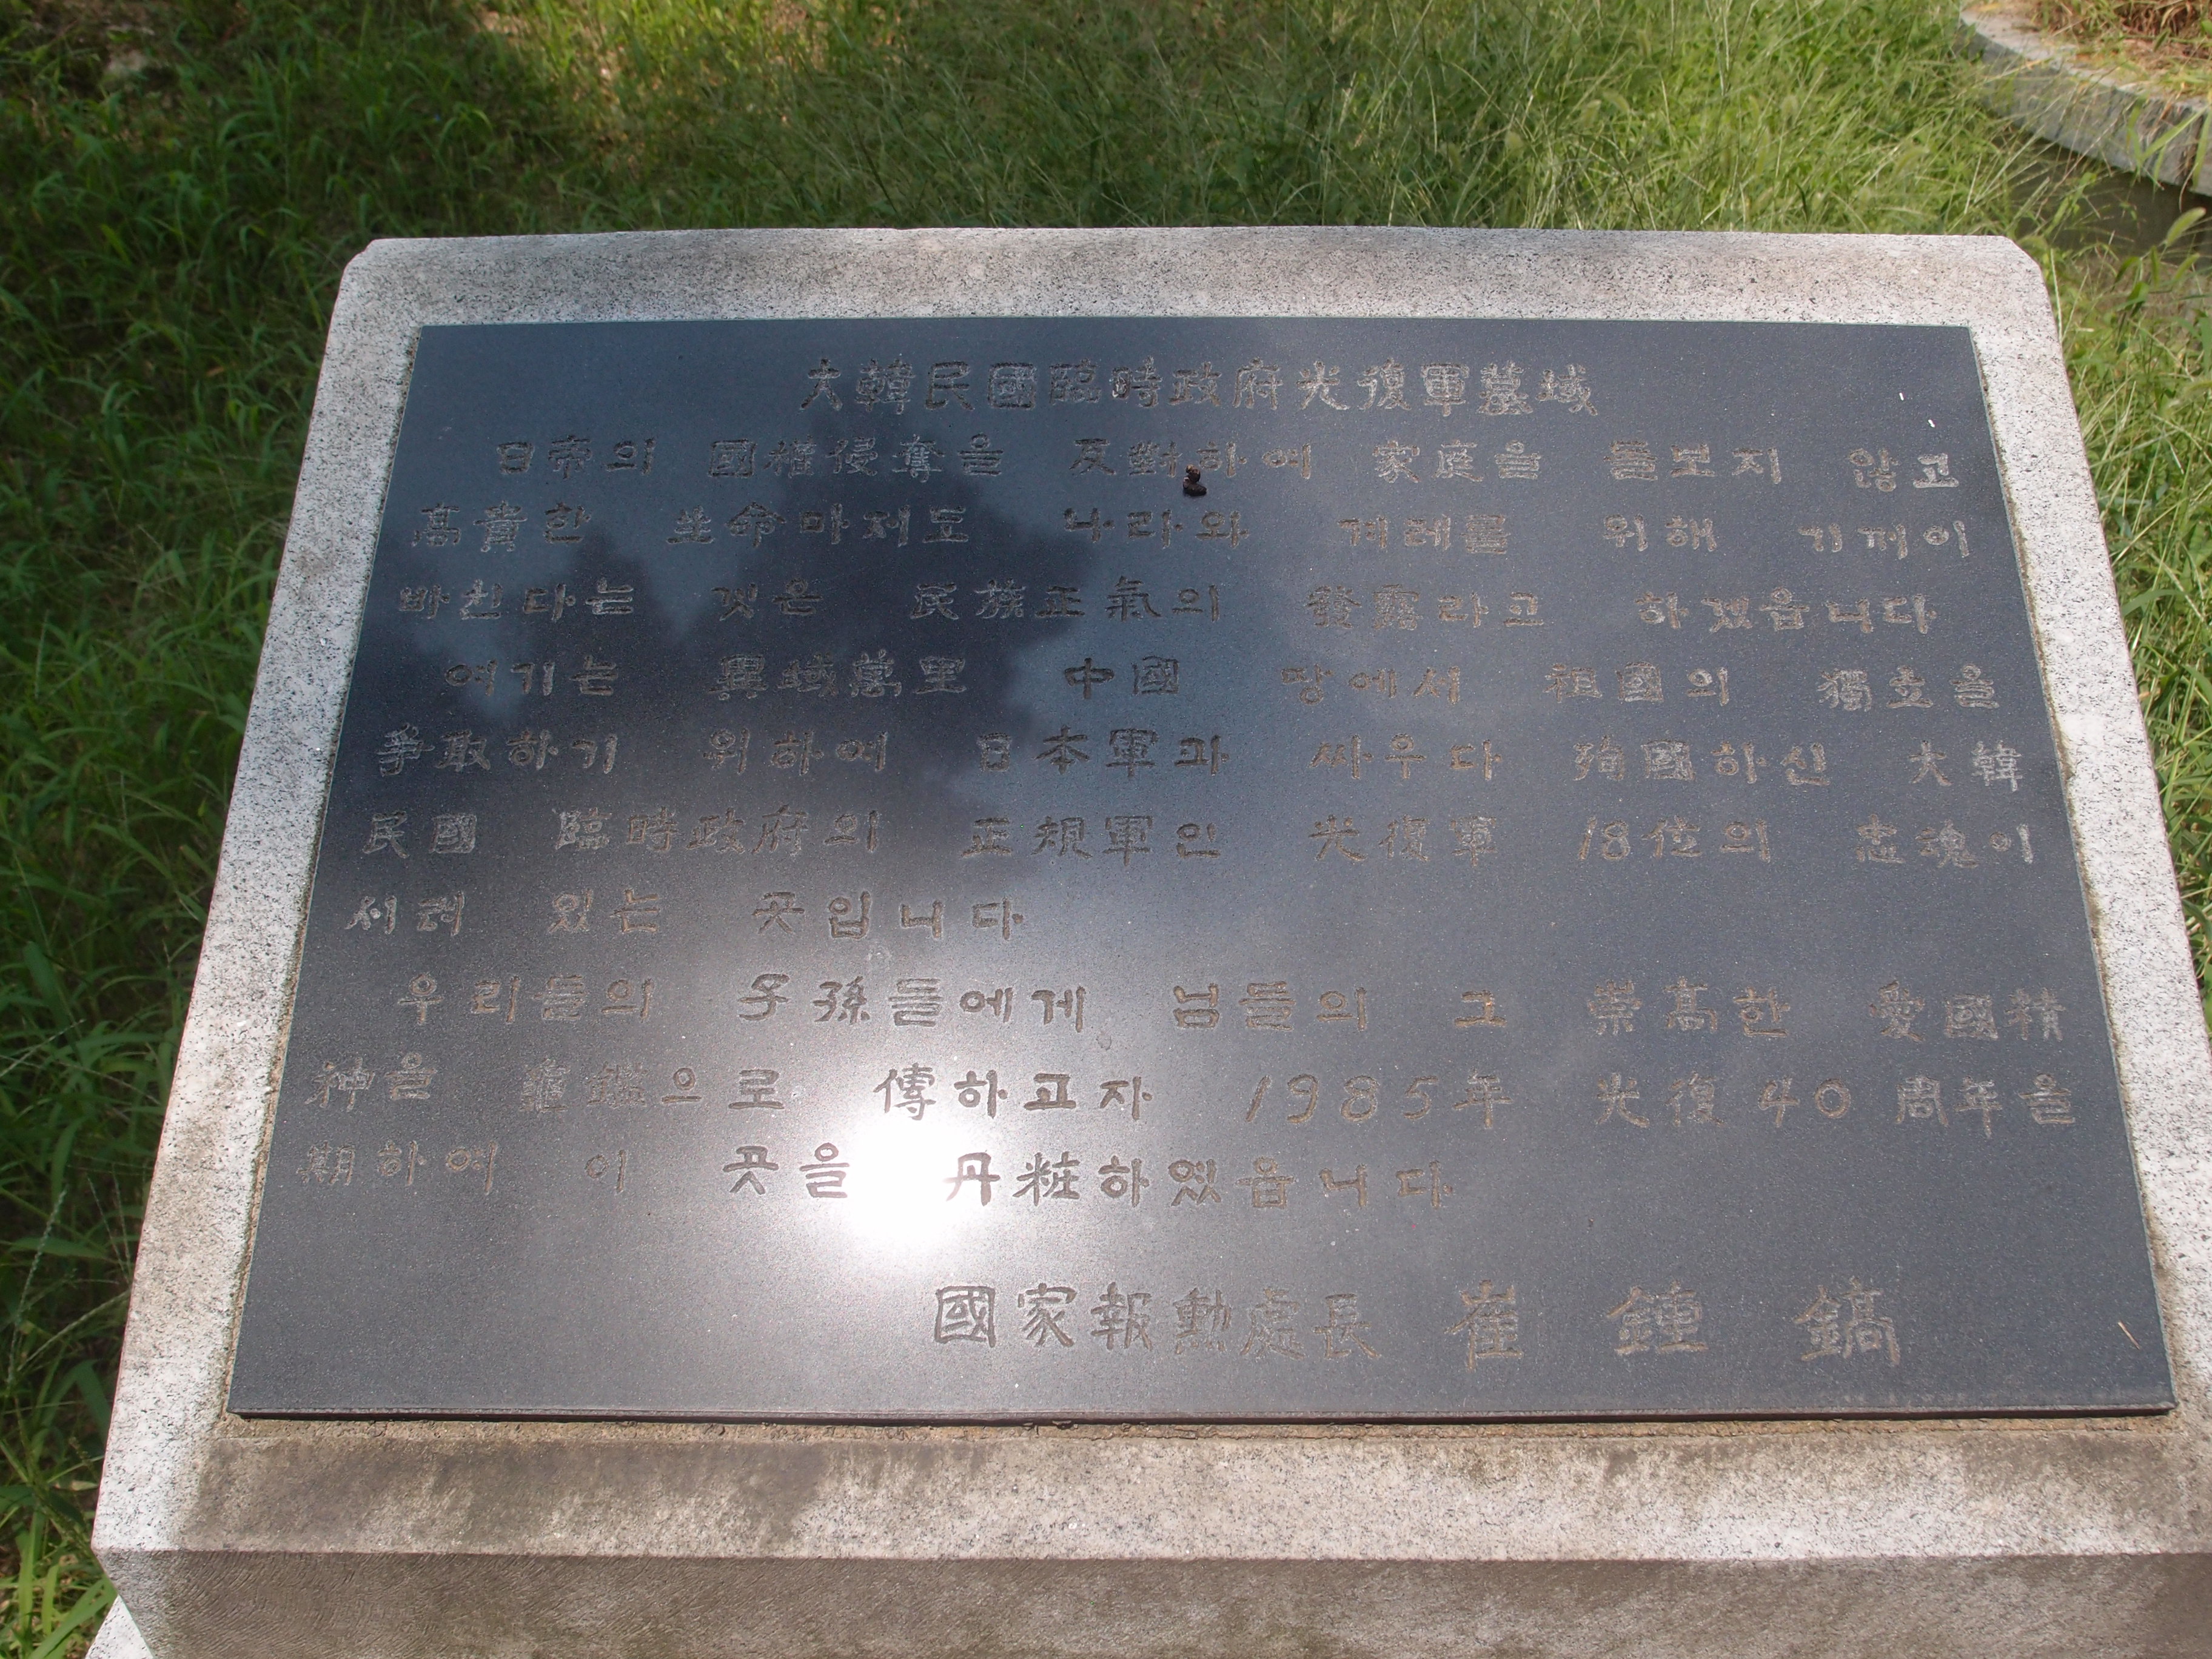 大韓民國臨時政府光復軍墓域
日帝의 國權侵奪을 反對하여 家庭을 돌보지 않고
高貴한 生命마저도 나라와 겨레를 위해 기꺼이
바친다는 것은 民族正氣의 發露라고 하겠읍니다
여기는 異域萬里 中國 땅에서 祖國의 獨立을
爭取하기 위하여 日本軍과 싸우다 殉國하신 大韓
民國 臨時政府의 正規軍인 光復軍 18位의 忠魂이
서려 있는 곳입니다
우리들의 子孫들에게 님들의 그 崇高한 愛國精
神을 龜鑑으로 傳하고자 1985年 光復 40 周年을
期하여 이 곳을 丹粧하였읍니다
國家報勳處長 崔 鍾 鎬